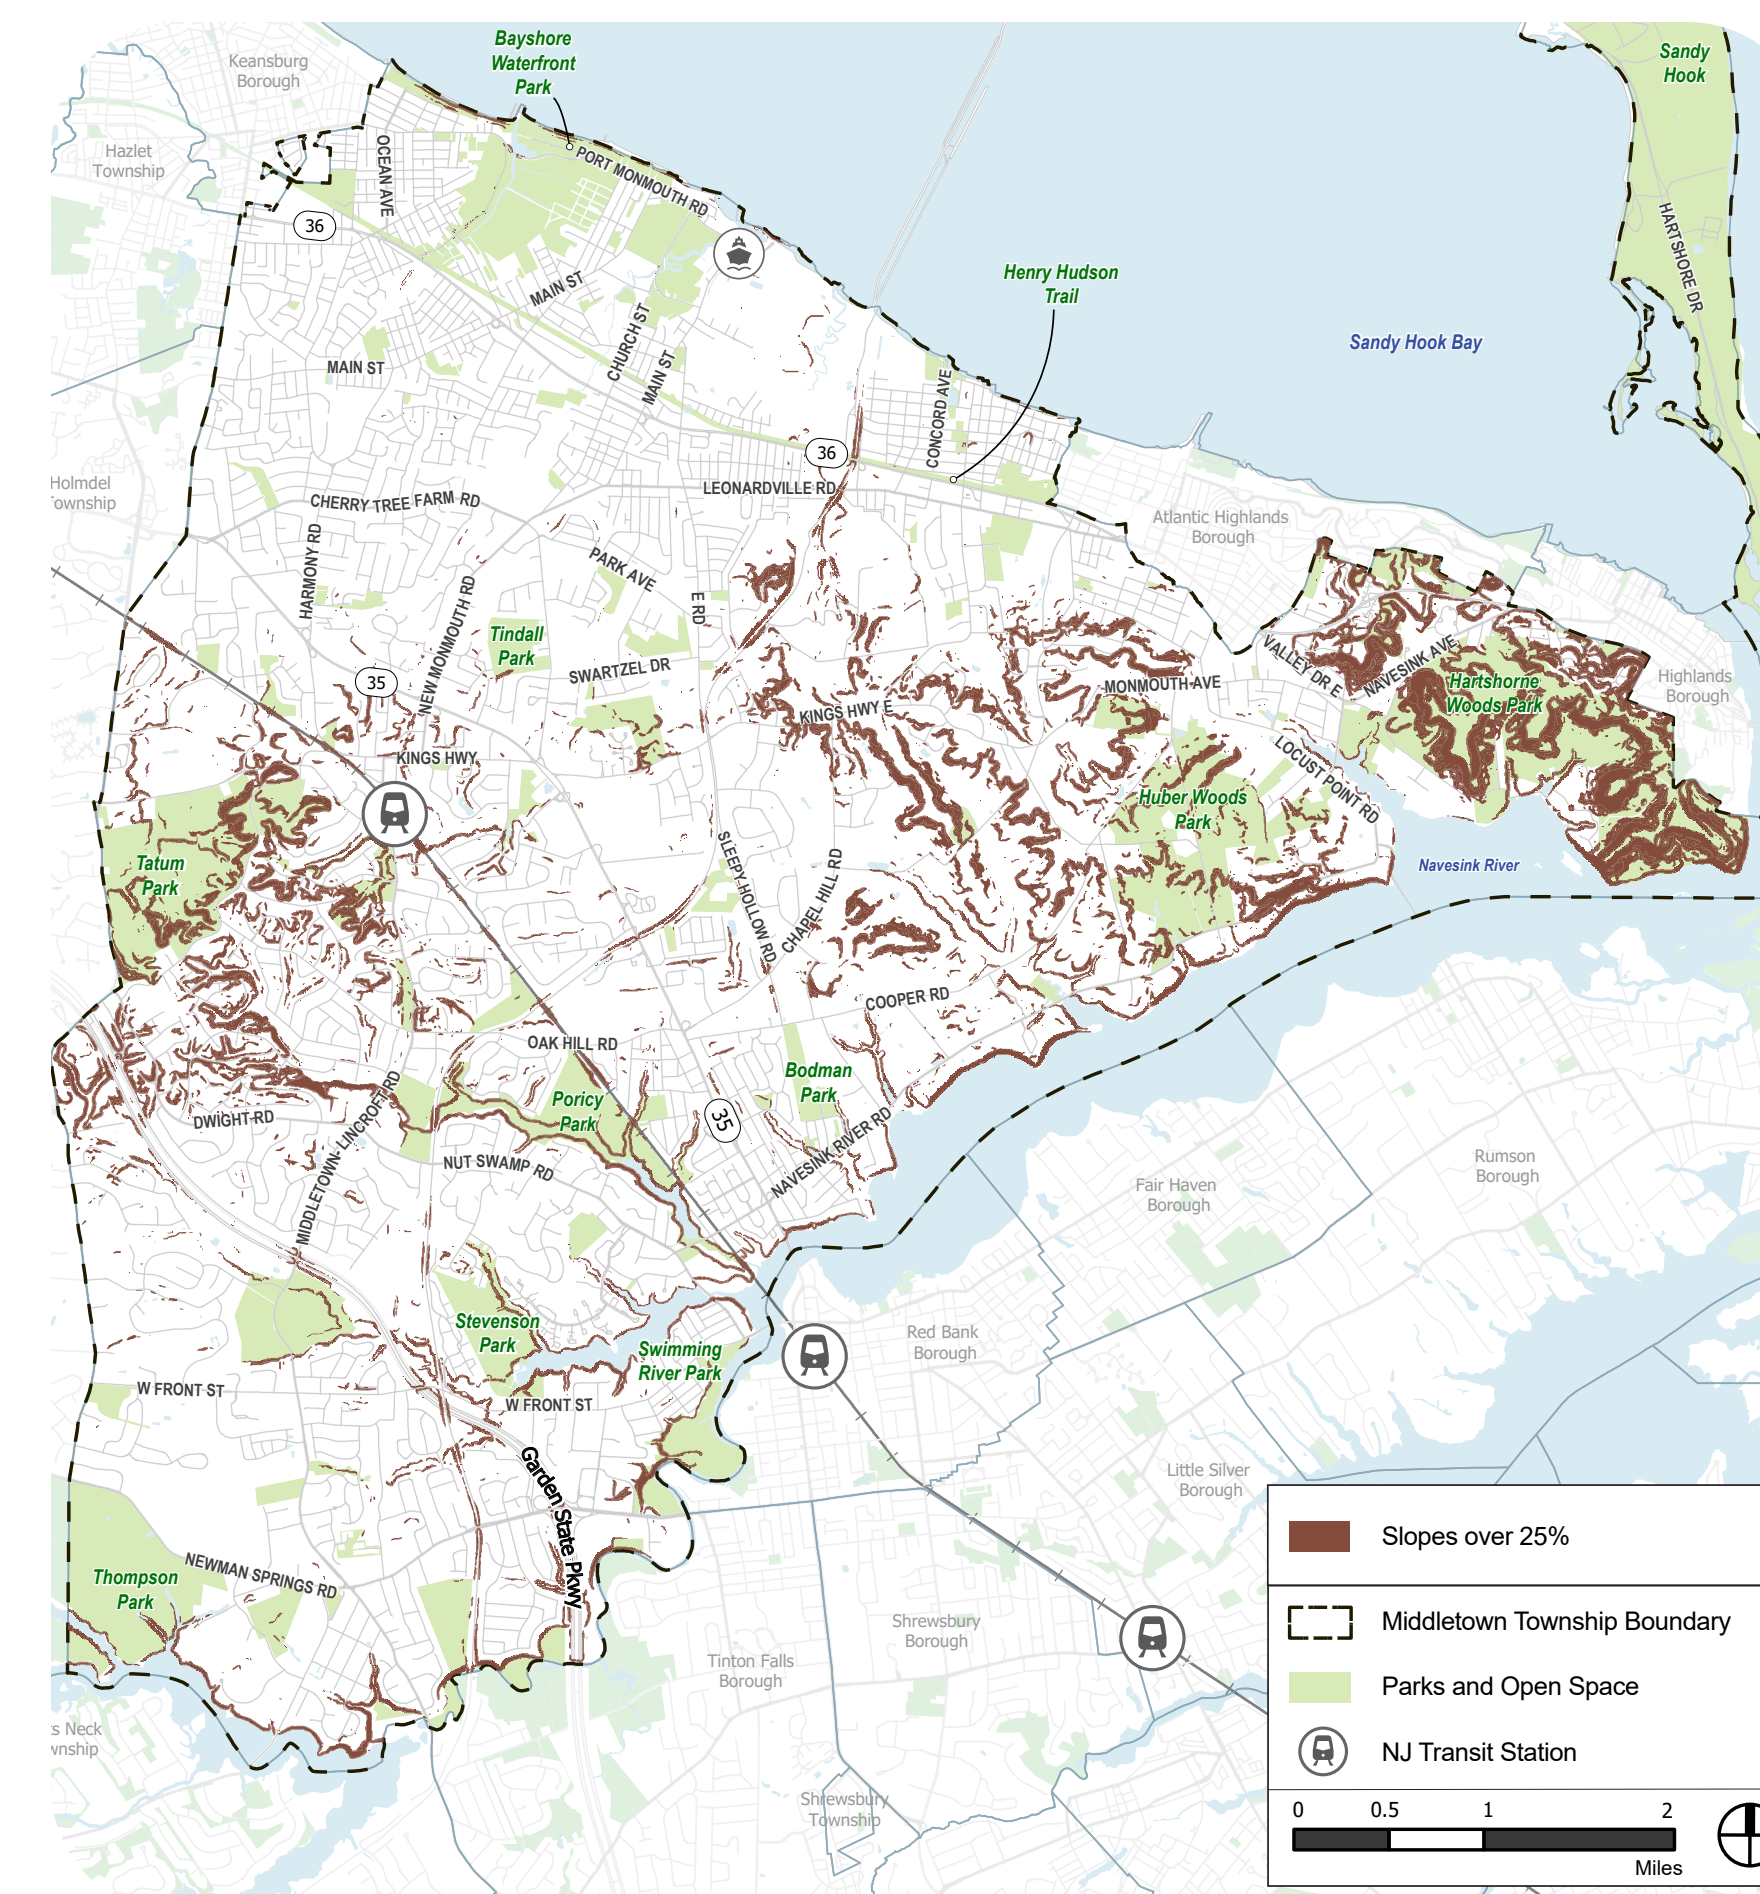 Bayshore
Waterfront
Park
Sandy
Hook
Keansburg
Borough
Hazlet
Township
OCEAN AVE
PORT MONMOUTH RD
36
HARTSHORE DR
MAIN ST
Henry Hudson
Trail
CHURCH ST
MAIN ST
Sandy Hook Bay
MAIN ST
CONCORD AVE
36
LEONARDVILLE RD
Holmdel
Township
CHERRY TREE FARM RD
Atlantic Highlands
Borough
HARMONY RD
PARK AVE
NEW MONMOUTH RD
E RD
Tindall
Park
SWARTZEL DR
35
VALLEY DR E
NAVESINK AVE
Hartshorne
Woods Park
Highlands
Borough
MONMOUTH AVE
KINGS HWY E
KINGS HWY
LOCUST POINT RD
Huber Woods
Park
Tatum
Park
SLEEPY HOLLOW RD
CHAPEL HILL RD
Navesink River
COOPER RD
OAK HILL RD
Bodman
Park
Poricy
Park
35
DWIGHT RD
MIDDLETOWN- LINCROFT RD
NUT SWAMP RD
NAVESINK RIVER RD
Fair Haven
Borough
Rumson
Borough
Stevenson
Park
Swimming
River Park
Red Bank
Borough
W FRONT ST
W FRONT ST
Garden State Pkwy
Little Silver
Borough
Thompson
Park
NEWMAN SPRINGS RD
Shrewsbury
Borough
Tinton Falls
Borough
ts Neck
wnship
Shrewsbury
Township
Slopes over 25%
Middletown Township Boundary
Parks and Open Space
NJ Transit Station
0 0.5 1 2
Miles